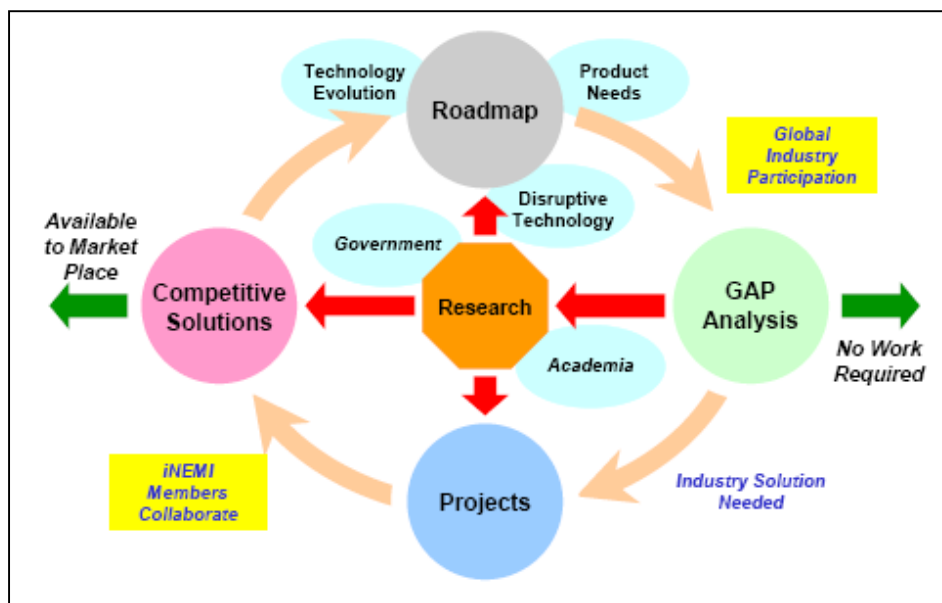 Technology
Evolution
Roadmap
Product
Needs
Global
Industry
Participation
Disruptive
Technology
Government
Available
to Market
Place
Competitive
Solutions
Research
GAP
Analysis
No Work
Required
Academia
iNEMI
Members
Collaborate
Projects
Industry Solution
Needed